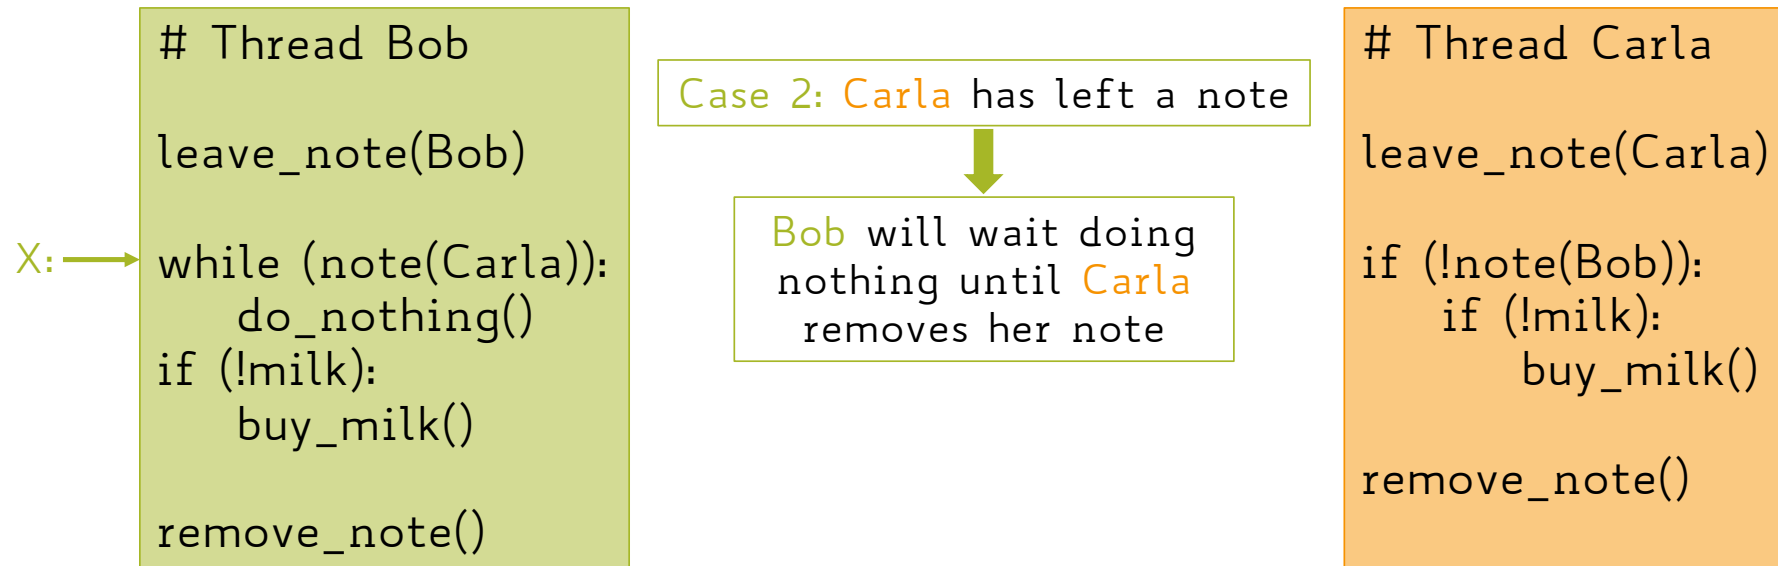 # Thread Bob
leave_note(Bob)
X:
while (note(Carla)):
do_nothing()
if (!milk):
buy_milk()
remove_note()
Case 2: Carla has left a note
Bob will wait doing
nothing until Carla
removes her note
# Thread Carla
leave_note(Carla)
if (!note(Bob)):
if (!milk):
buy_milk()
remove_note()